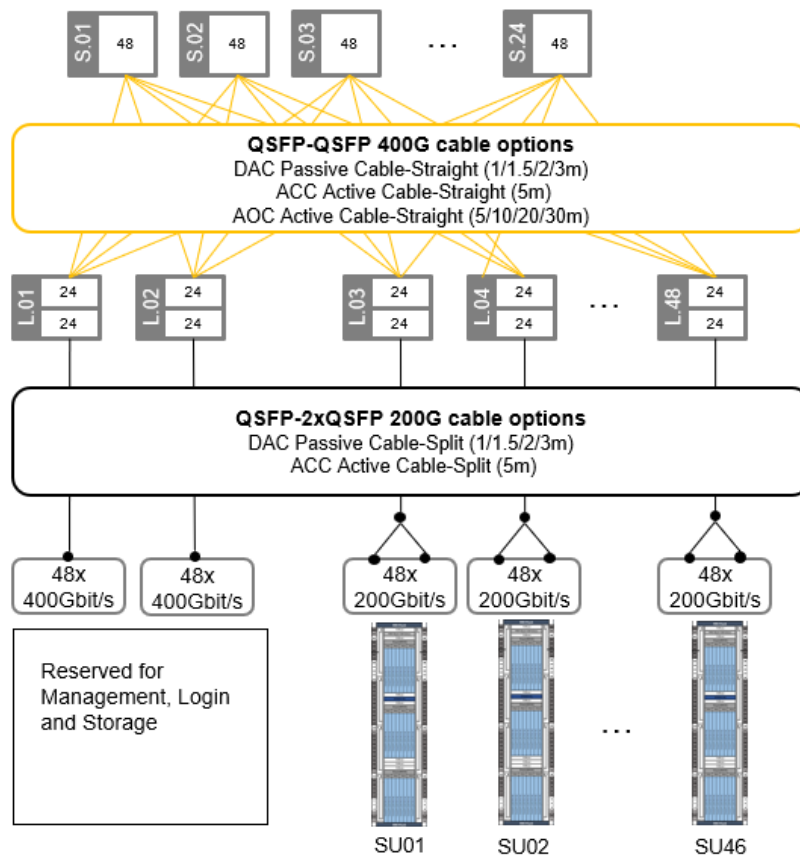 S.01
48
S.02
48
S.03
48
...
S.24
48
QSFP-QSFP 400G cable options
DAC Passive Cable-Straight (1/1.5/2/3m)
ACC Active Cable-Straight (5m)
AOC Active Cable-Straight (5/10/20/30m)
L.01
24
24
L.02
24
24
L.03
24
24
L.04
24
24
...
L.48
24
24
QSFP-2xQSFP 200G cable options
DAC Passive Cable-Split (1/1.5/2/3m)
ACC Active Cable-Split (5m)
48x
400Gbit/s
48x
400Gbit/s
48x
200Gbit/s
48x
200Gbit/s
48x
200Gbit/s
Reserved for
Management, Login
and Storage
...
SU01
SU02
SU46